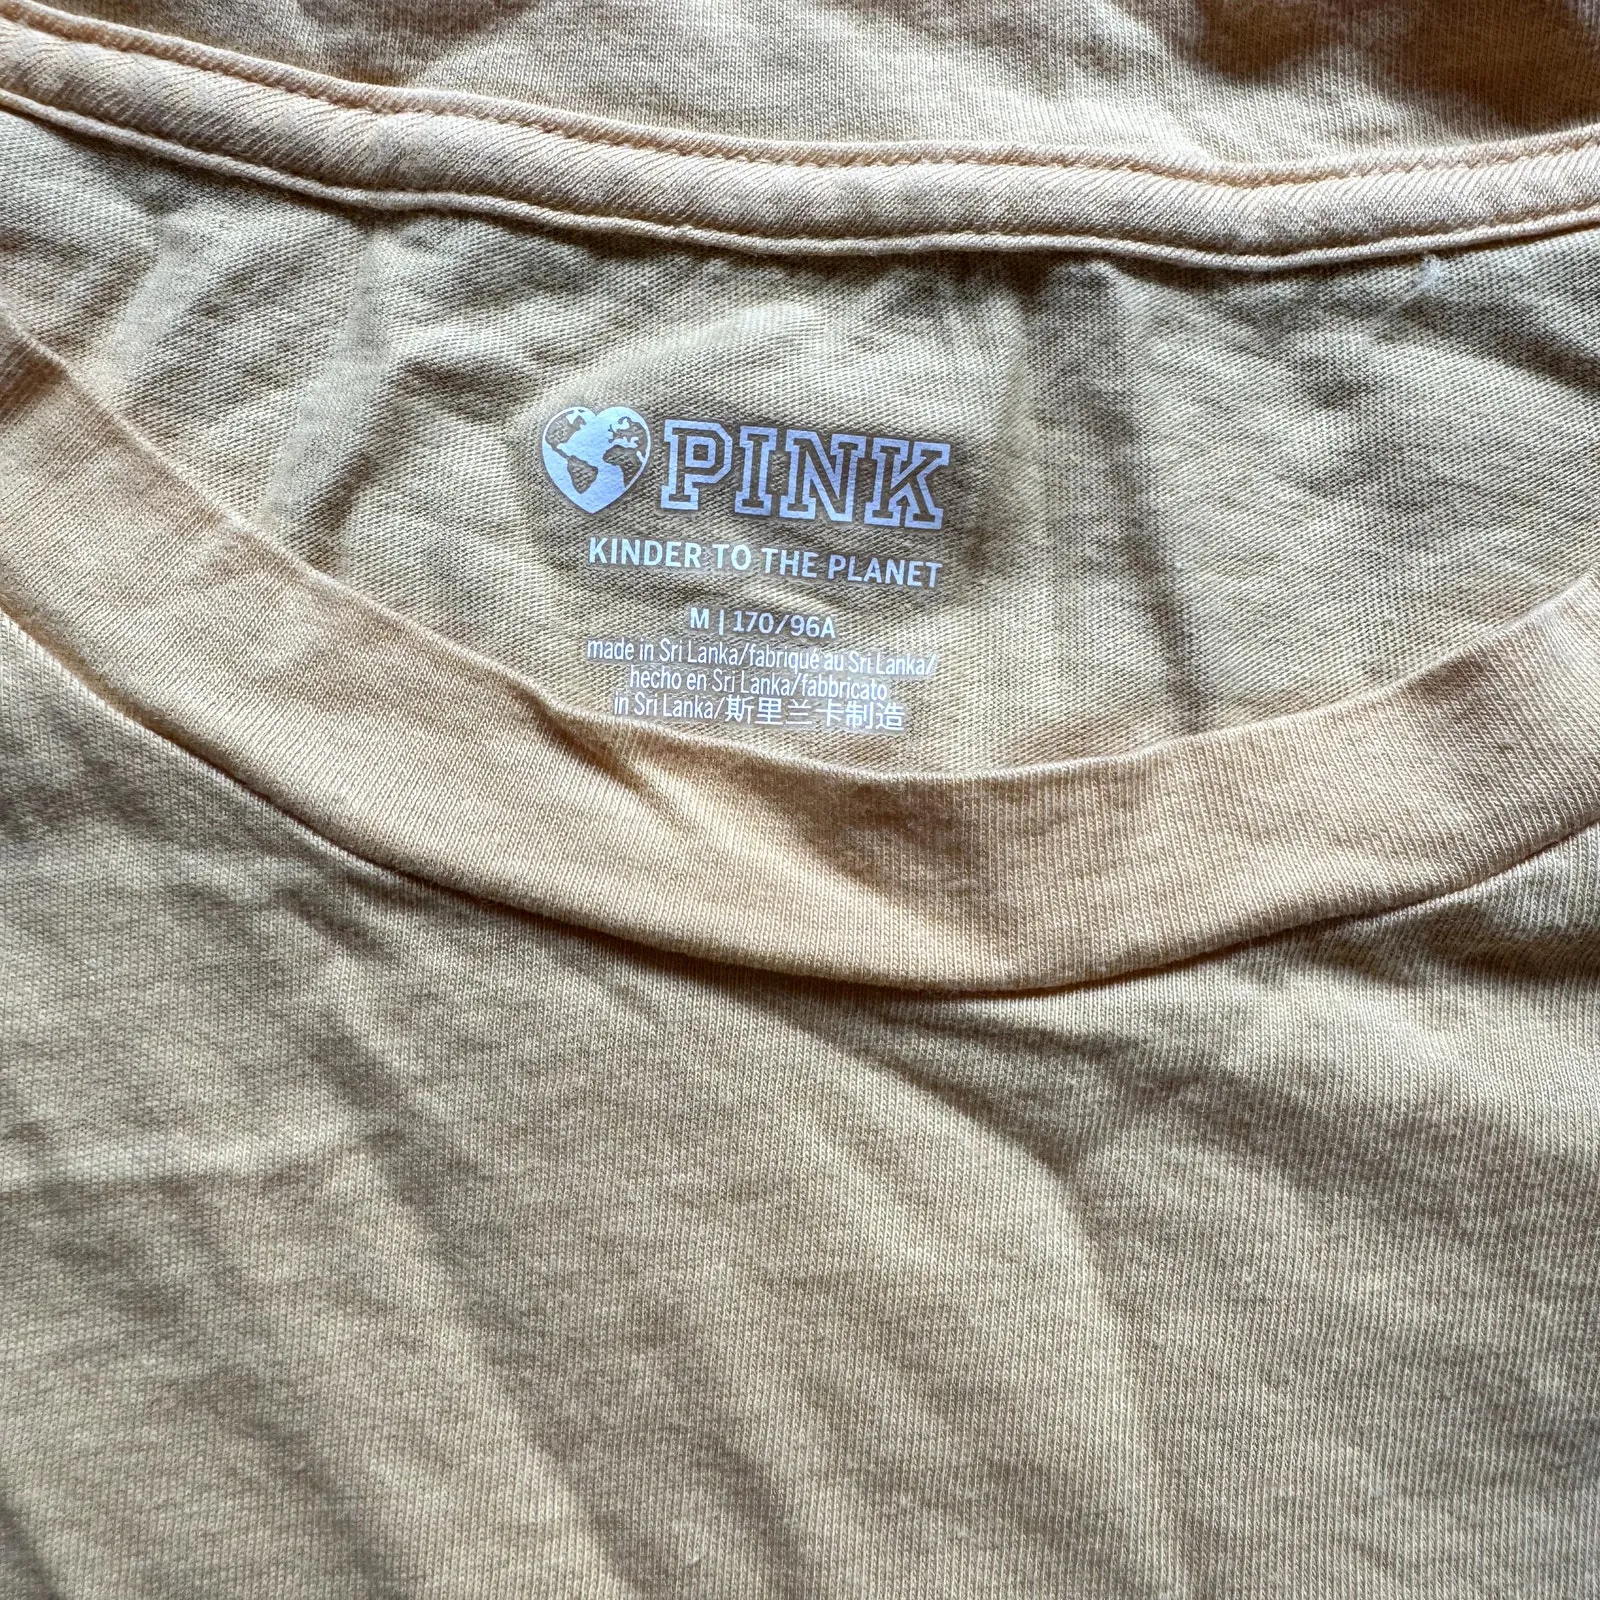 PINK
KINDER TO THE PLANET
M | 170/96A
made in Sri Lanka/fabriqué au Sri Lanka/
hecho en Sri Lanka/fabbricato
in Sri Lanka/斯里兰卡制造